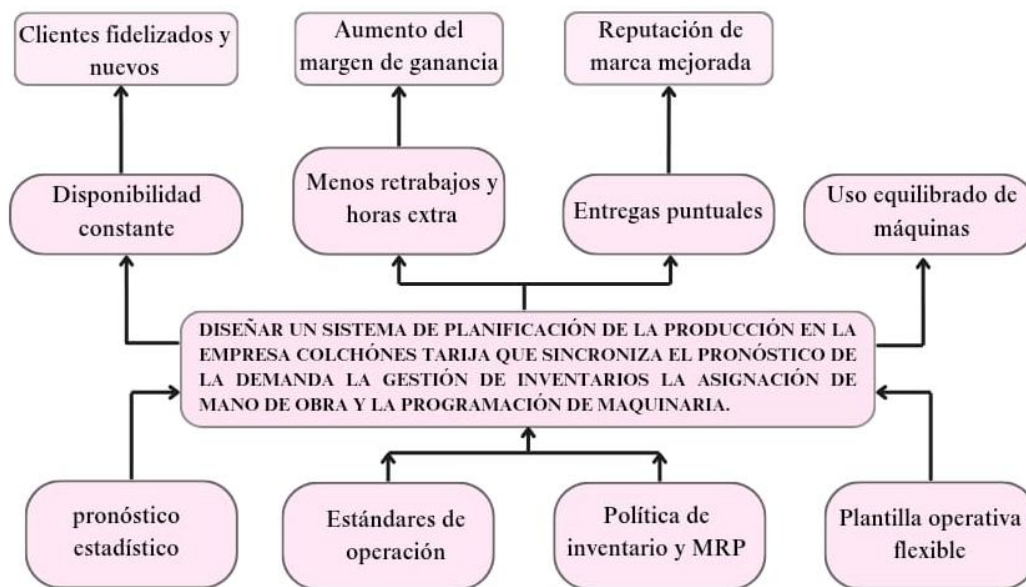 Clientes fidelizados y
nuevos
Aumento del
margen de ganancia
Reputación de
marca mejorada
Disponibilidad
constante
Menos retrabajos y
horas extra
Entregas puntuales
Uso equilibrado de
máquinas
DISEÑAR UN SISTEMA DE PLANIFICACIÓN DE LA PRODUCCIÓN EN LA
EMPRESA COLCHÓNES TARIJA QUE SINCRONIZA EL PRONÓSTICO DE
LA DEMANDA LA GESTIÓN DE INVENTARIOS LA ASIGNACIÓN DE
MANO DE OBRA Y LA PROGRAMACIÓN DE MAQUINARIA.
pronóstico
estadístico
Estándares de
operación
Política de
inventario y MRP
Plantilla operativa
flexible